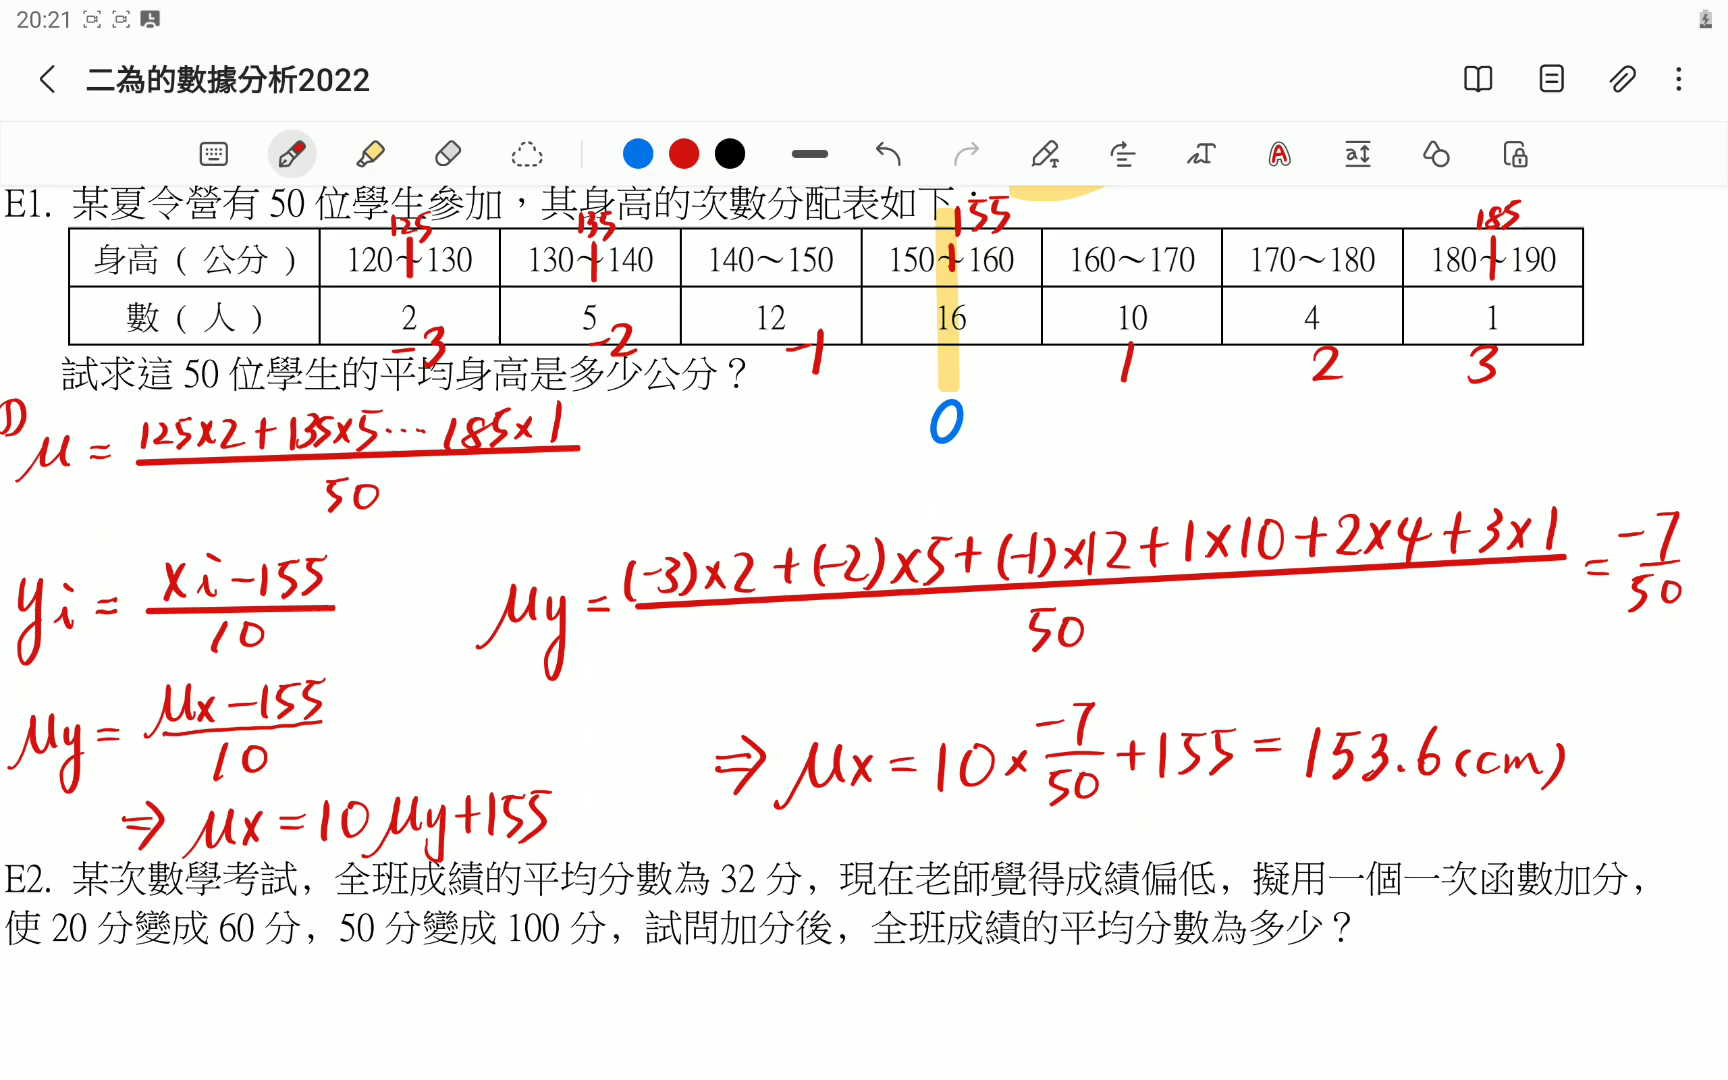 20:21
二為的數據分析2022
E1. 某夏令營有 50 位學生參加，其身高的次數分配表如下：
125 135 155 185
身高（ 公分 ） 120～130 130～140 140～150 150～160 160～170 170～180 180～190
數（ 人 ） 2 5 12 16 10 4 1
-3 -2 -1 0 1 2 3
試求這 50 位學生的平均身高是多少公分？
① μ = (125×2+135×5⋯185×1)/50
yi = (xi-155)/10
μy = ((-3)×2+(-2)×5+(-1)×12+1×10+2×4+3×1)/50 = -7/50
μy = (μx-155)/10
⇒ μx = 10μy+155
⇒ μx = 10×(-7/50)+155 = 153.6(cm)
E2. 某次數學考試，全班成績的平均分數為 32 分，現在老師覺得成績偏低，擬用一個一次函數加分，
使 20 分變成 60 分，50 分變成 100 分，試問加分後，全班成績的平均分數為多少？